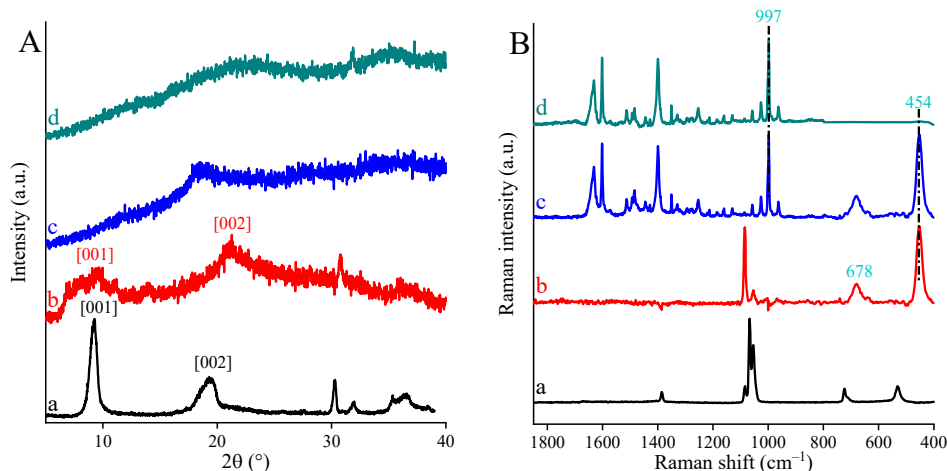 A
d
c
[002]
[001]
b
[001]
[002]
a
10
20
30
40
2θ (°)
Intensity (a.u.)
B
997
d
454
c
678
b
a
1800
1600
1400
1200
1000
800
600
400
Raman shift (cm⁻¹)
Raman intensity (a.u.)